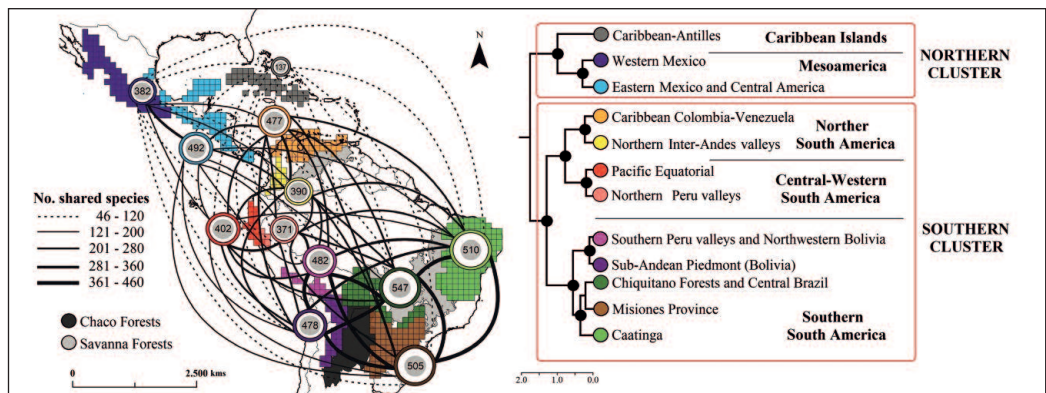 N
137
382
477
492
390
402
371
510
482
547
478
505
No. shared species
46 - 120
121 - 200
201 - 280
281 - 360
361 - 460
Chaco Forests
Savanna Forests
0
2.500 kms
Caribbean-Antilles
Caribbean Islands
Western Mexico
Mesoamerica
Eastern Mexico and Central America
NORTHERN
CLUSTER
Caribbean Colombia-Venezuela
Norther
Northern Inter-Andes valleys
South America
Pacific Equatorial
Central-Western
Northern Peru valleys
South America
SOUTHERN
CLUSTER
Southern Peru valleys and Northwestern Bolivia
Sub-Andean Piedmont (Bolivia)
Chiquitano Forests and Central Brazil
Misiones Province
Southern
Caatinga
South America
2.0 1.0 0.0